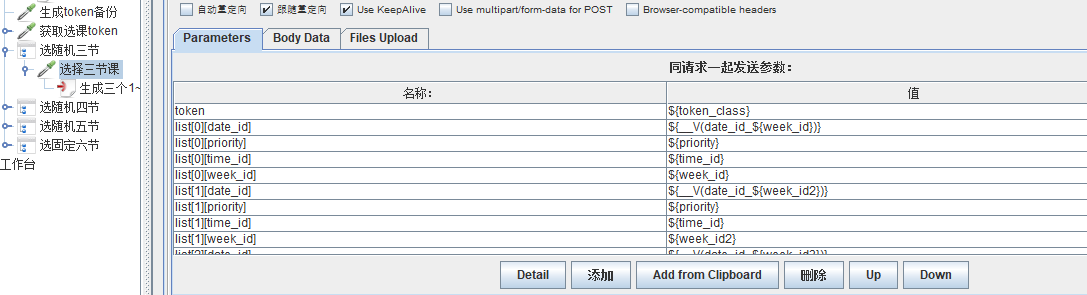 生成token备份
获取选课token
选随机三节
选择三节课
生成三个1~
选随机四节
选随机五节
选固定六节
工作台
自动重定向 跟随重定向 Use KeepAlive Use multipart/form-data for POST Browser-compatible headers
Parameters Body Data Files Upload
同请求一起发送参数:
名称: 值
token ${token_class}
list[0][date_id] ${__V(date_id_${week_id})}
list[0][priority] ${priority}
list[0][time_id] ${time_id}
list[0][week_id] ${week_id}
list[1][date_id] ${__V(date_id_${week_id2})}
list[1][priority] ${priority}
list[1][time_id] ${time_id}
list[1][week_id] ${week_id2}
Detail 添加 Add from Clipboard 删除 Up Down